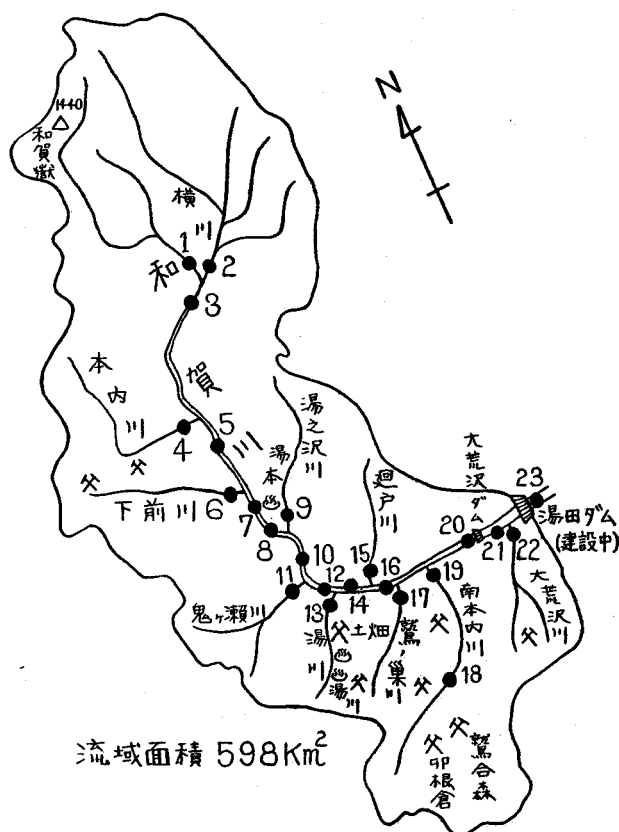 N
1440
和賀嶽
横川
1
2
和賀川
3
本内川
4
5
湯本
湯之沢川
下前川
6
7
8
9
10
廻戸川
大荒沢ダム
23
湯田ダム
(建設中)
20
21
22
11
12
13
14
15
16
17
19
鬼ヶ瀬川
湯川
土畑
湯川
鷲ノ巣川
南本内川
大荒沢川
18
鷲合森
卯根倉
流域面積 598Km²